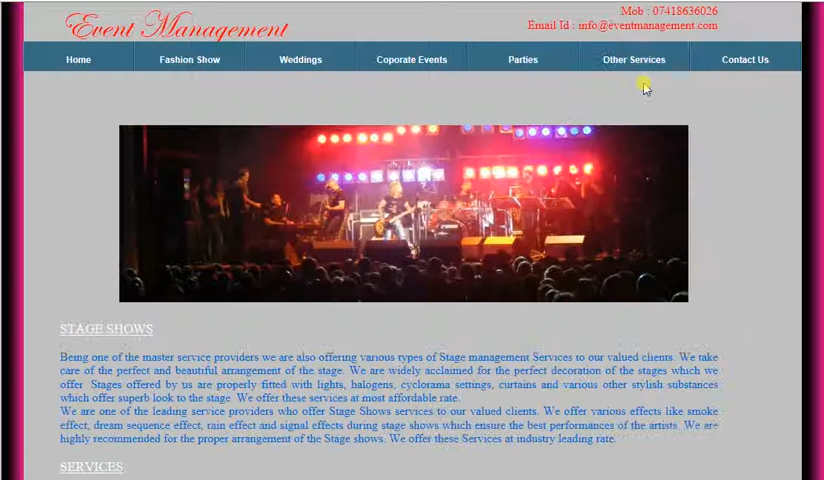 Event Management
Mob : 07418636026
Email Id : info@eventmanagement.com
Home Fashion Show Weddings Coporate Events Parties Other Services Contact Us
STAGE SHOWS
Being one of the master service providers we are also offering various types of Stage management Services to our valued clients. We take
care of the perfect and beautiful arrangement of the stage. We are widely acclaimed for the perfect decoration of the stages which we
offer Stages offered by us are properly fitted with lights, halogens, cyclorama settings, curtains and various other stylish substances
which offer superb look to the stage We offer these services at most affordable rate.
We are one of the leading service providers who offer Stage Shows services to our valued clients. We offer various effects like smoke
effect, dream sequence effect, rain effect and signal effects during stage shows which ensure the best performances of the artists. We are
highly recommended for the proper arrangement of the Stage shows. We offer these Services at industry leading rate.
SERVICES